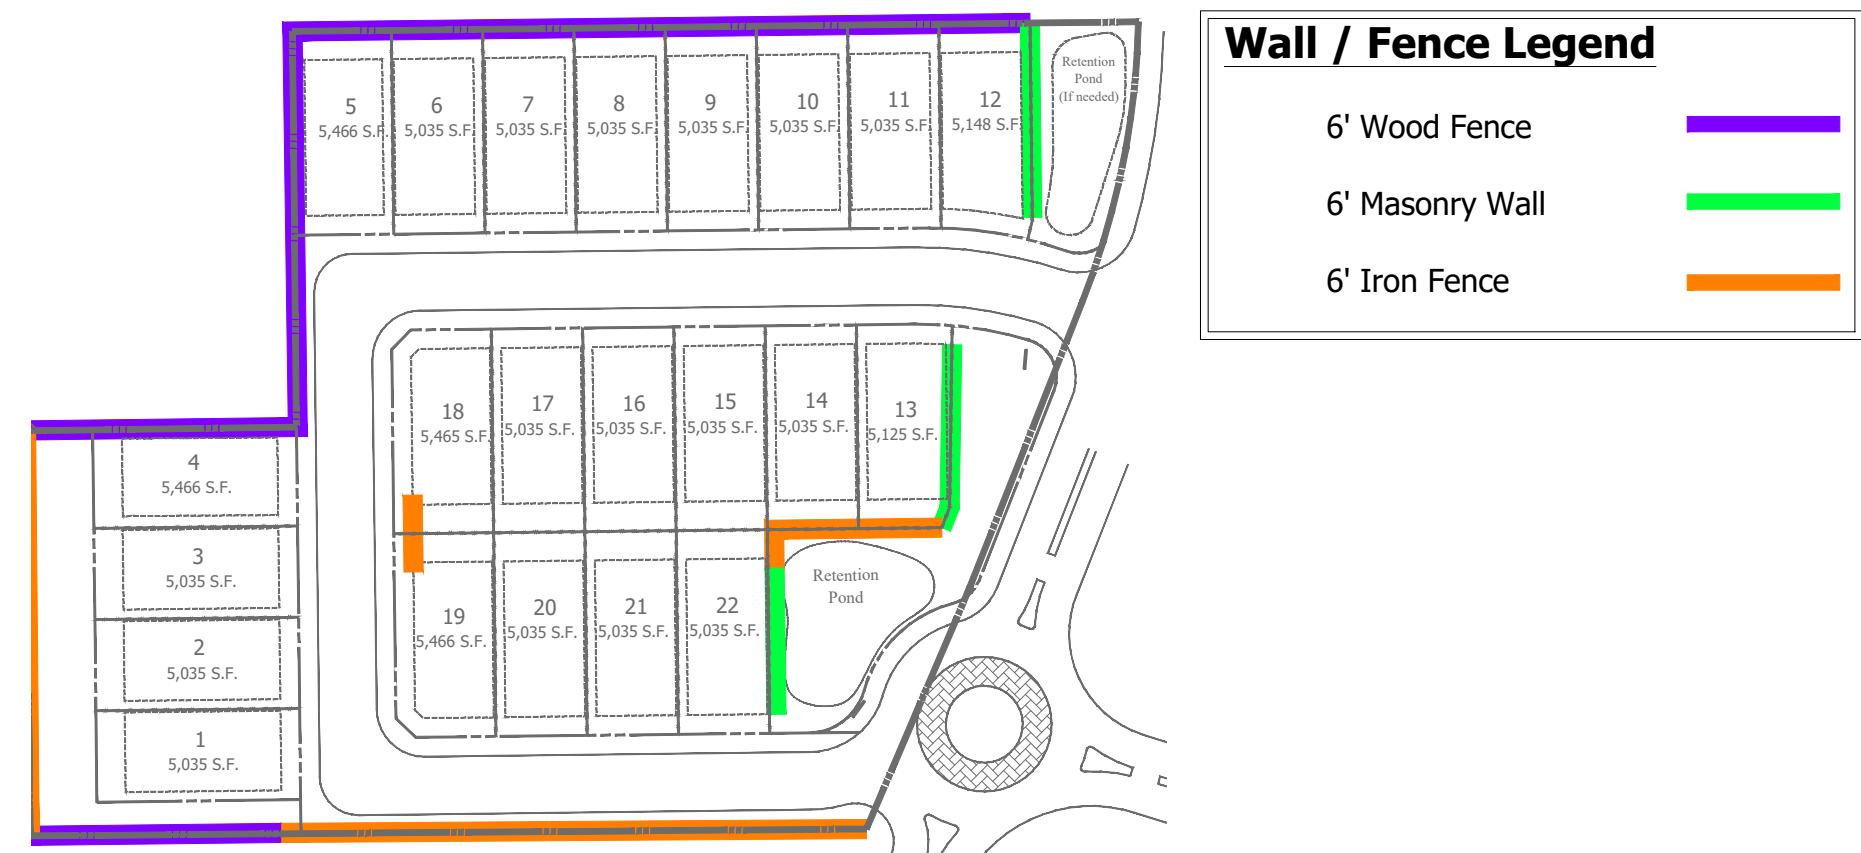 Wall / Fence Legend
6' Wood Fence
6' Masonry Wall
6' Iron Fence
Retention
Pond
(If needed)
5
5,466 S.F.
6
5,035 S.F.
7
5,035 S.F.
8
5,035 S.F.
9
5,035 S.F.
10
5,035 S.F.
11
5,035 S.F.
12
5,148 S.F.
18
5,465 S.F.
17
5,035 S.F.
16
5,035 S.F.
15
5,035 S.F.
14
5,035 S.F.
13
5,125 S.F.
4
5,466 S.F.
3
5,035 S.F.
2
5,035 S.F.
1
5,035 S.F.
19
5,466 S.F.
20
5,035 S.F.
21
5,035 S.F.
22
5,035 S.F.
Retention
Pond